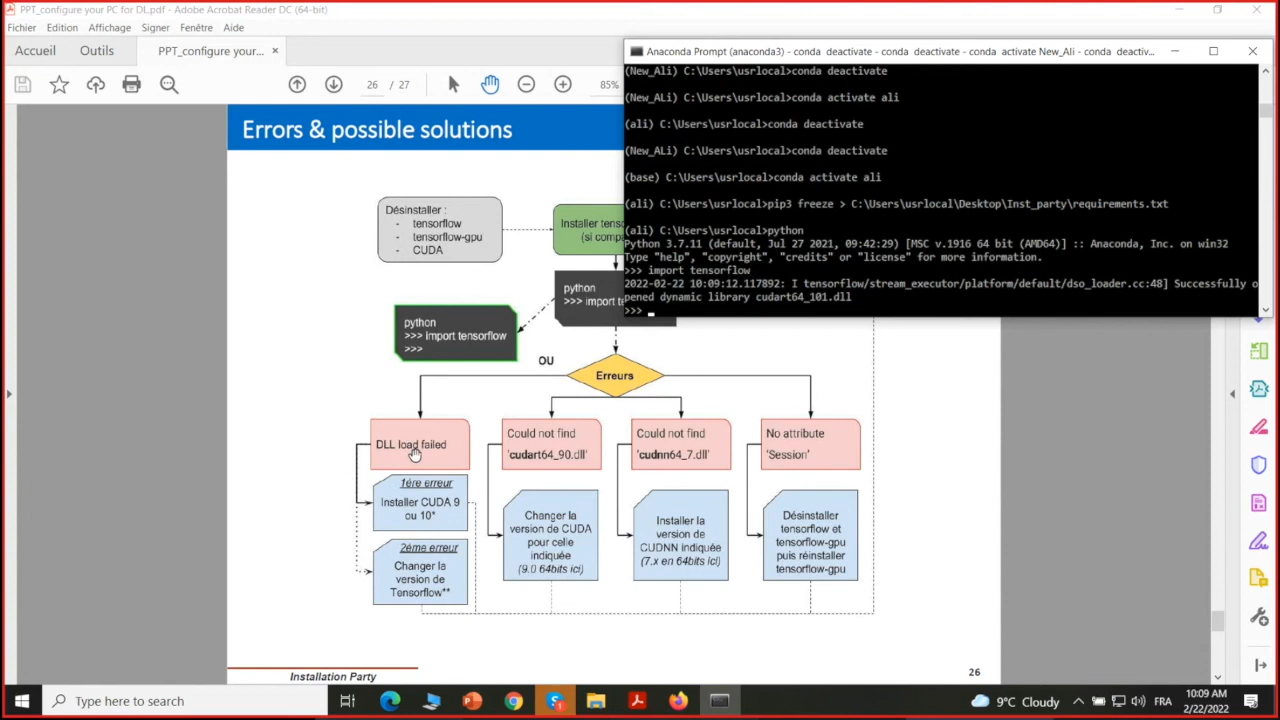 PPT_configure your PC for DL.pdf - Adobe Acrobat Reader DC (64-bit)
Fichier Edition Affichage Signer Fenêtre Aide
Accueil Outils PPT_configure your... ×
26 / 27 85%
Anaconda Prompt (anaconda3) - conda deactivate - conda deactivate - conda activate New_Ali - conda deactiv...
(New_Ali) C:\Users\usrlocal>conda deactivate
(New_ALi) C:\Users\usrlocal>conda activate ali
(ali) C:\Users\usrlocal>conda deactivate
(New_ALi) C:\Users\usrlocal>conda deactivate
(base) C:\Users\usrlocal>conda activate ali
(ali) C:\Users\usrlocal>pip3 freeze > C:\Users\usrlocal\Desktop\Inst_party\requirements.txt
(ali) C:\Users\usrlocal>python
Python 3.7.11 (default, Jul 27 2021, 09:42:29) [MSC v.1916 64 bit (AMD64)] :: Anaconda, Inc. on win32
Type "help", "copyright", "credits" or "license" for more information.
>>> import tensorflow
2022-02-22 10:09:12.117892: I tensorflow/stream_executor/platform/default/dso_loader.cc:48] Successfully o
pened dynamic library cudart64_101.dll
>>>
Errors & possible solutions
Désinstaller :
- tensorflow
- tensorflow-gpu
- CUDA
Installer tens
(si comp
python
>>> import t
python
>>> import tensorflow
>>>
OU
Erreurs
DLL load failed
1ère erreur
Installer CUDA 9
ou 10*
2ème erreur
Changer la
version de
Tensorflow**
Could not find
'cudart64_90.dll'
Changer la
version de CUDA
pour celle
indiquée
(9.0 64bits ici)
Could not find
'cudnn64_7.dll'
Installer la
version de
CUDNN indiquée
(7.x en 64bits ici)
No attribute
'Session'
Désinstaller
tensorflow et
tensorflow-gpu
puis réinstaller
tensorflow-gpu
Installation Party
26
Type here to search
9°C Cloudy
FRA
10:09 AM
2/22/2022